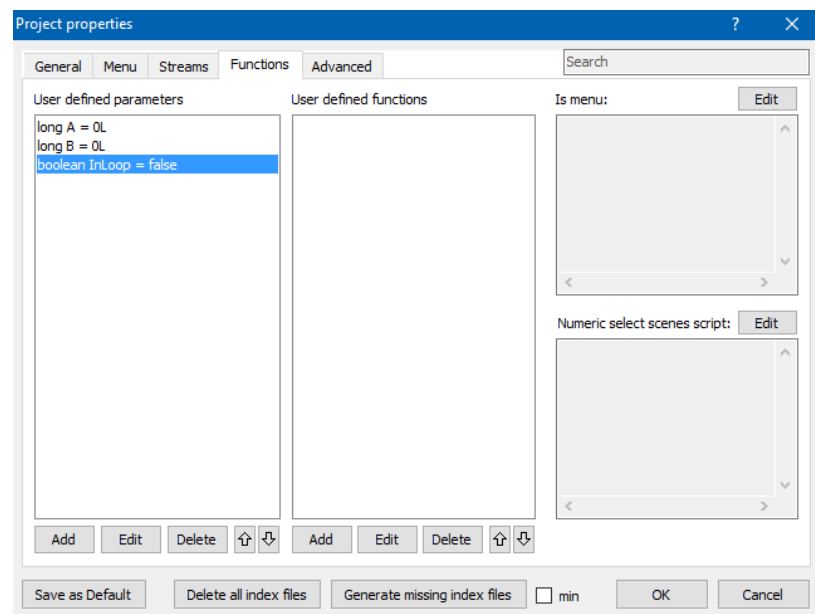 Project properties
?
General Menu Streams Functions Advanced
Search
User defined parameters
User defined functions
Is menu:
Edit
long A = 0L
long B = 0L
boolean InLoop = false
Numeric select scenes script:
Edit
Add Edit Delete
Add Edit Delete
Save as Default Delete all index files Generate missing index files min OK Cancel